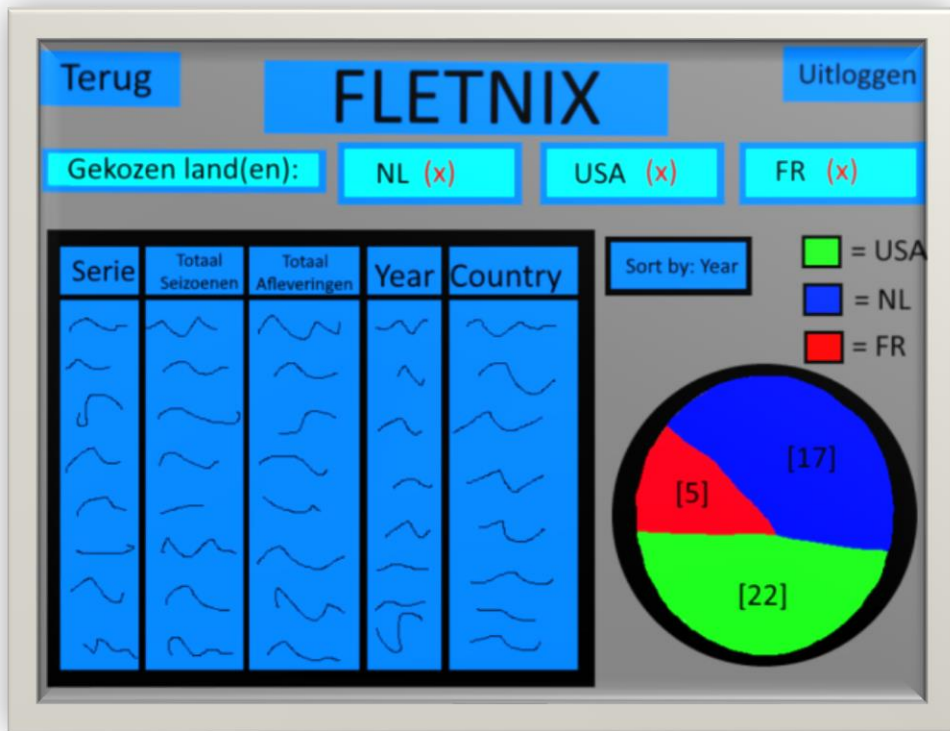 Terug
FLETNIX
Uitloggen
Gekozen land(en):
NL (x)
USA (x)
FR (x)
Serie
Totaal
Seizoenen
Totaal
Afleveringen
Year
Country
Sort by: Year
= USA
= NL
= FR
[17]
[5]
[22]